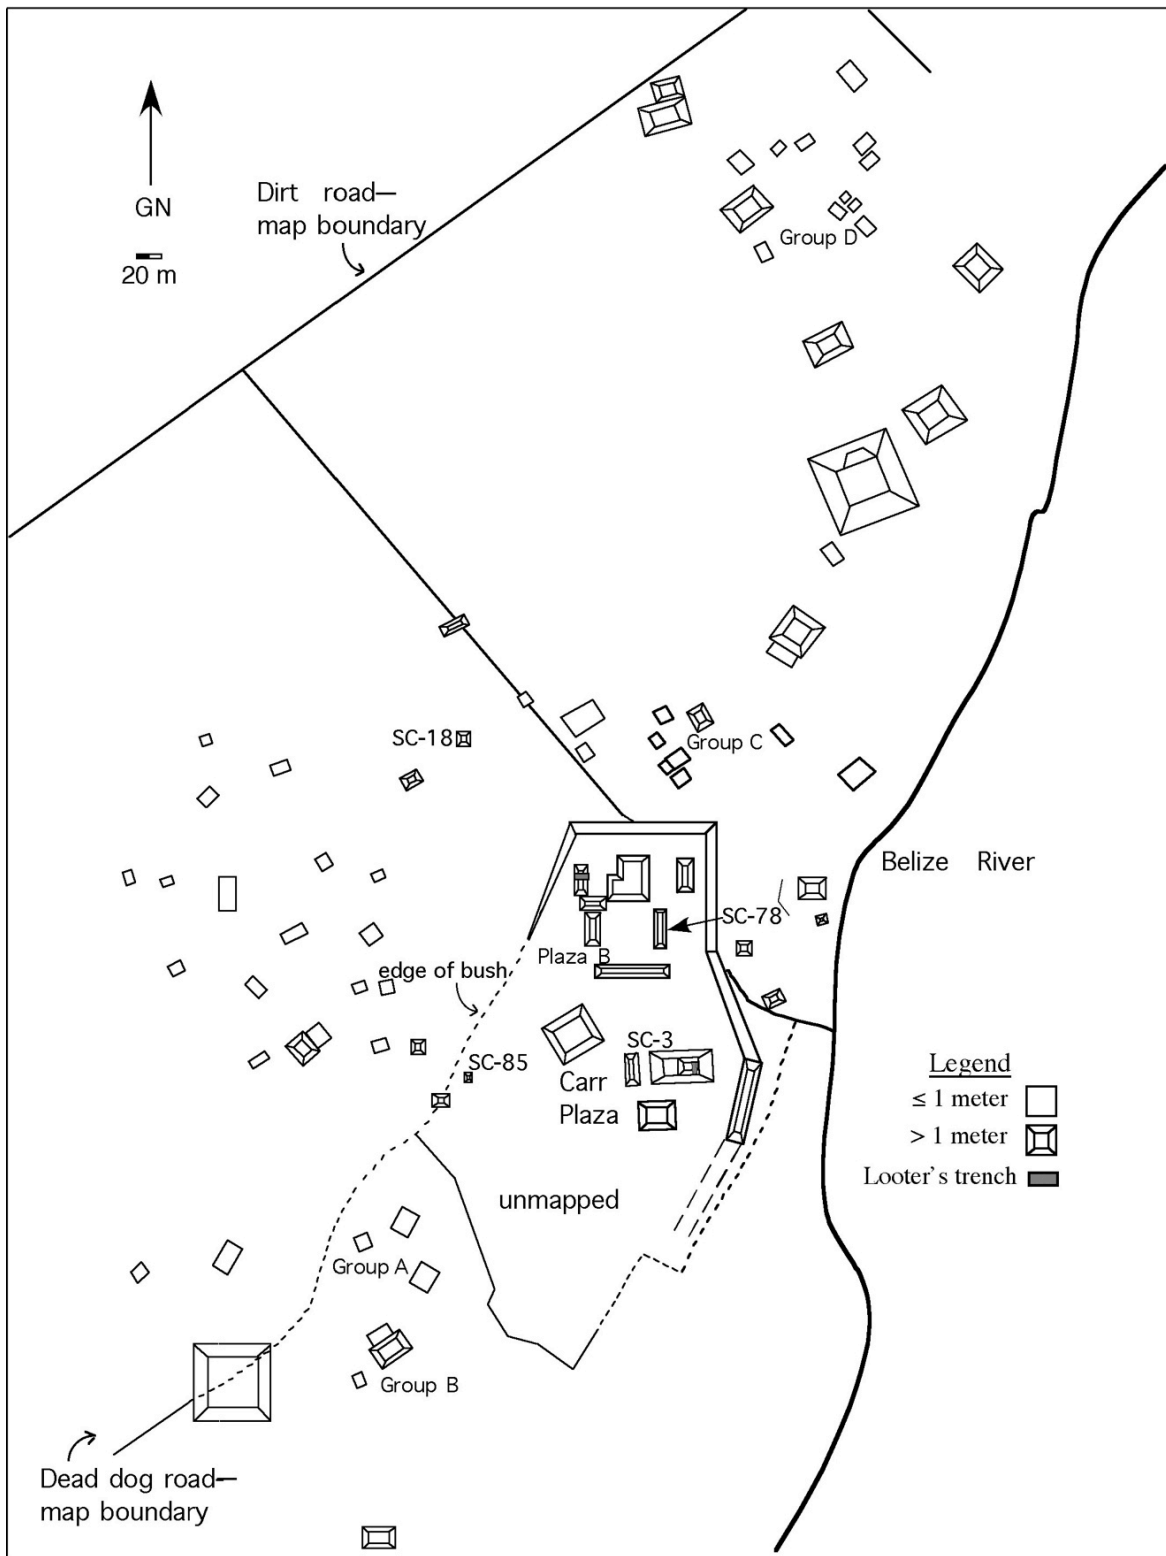 GN
20 m
Dirt road—
map boundary
Group D
SC-18
Group C
Belize River
SC-78
Plaza B
edge of bush
SC-3
SC-85
Carr
Plaza
Legend
≤ 1 meter
> 1 meter
Looter's trench
unmapped
Group A
Group B
Dead dog road—
map boundary